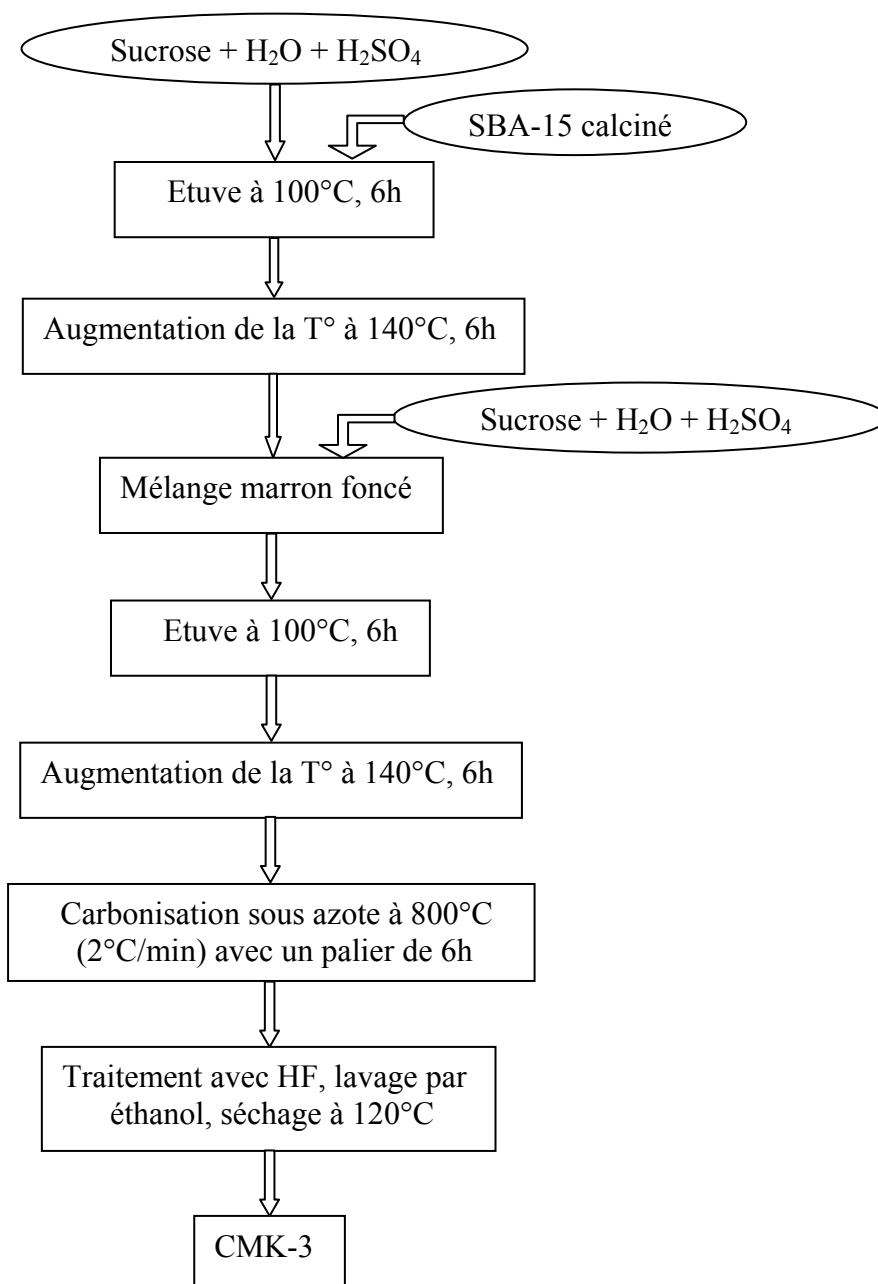 Sucrose + H₂O + H₂SO₄
SBA-15 calciné
Etuve à 100°C, 6h
Augmentation de la T° à 140°C, 6h
Sucrose + H₂O + H₂SO₄
Mélange marron foncé
Etuve à 100°C, 6h
Augmentation de la T° à 140°C, 6h
Carbonisation sous azote à 800°C
(2°C/min) avec un palier de 6h
Traitement avec HF, lavage par
éthanol, séchage à 120°C
CMK-3